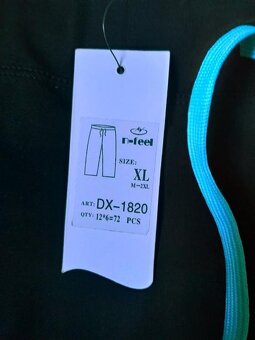 n-feel
SIZE:
XL
M-2XL
ART: DX-1820
QTY: 12*6=72 PCS